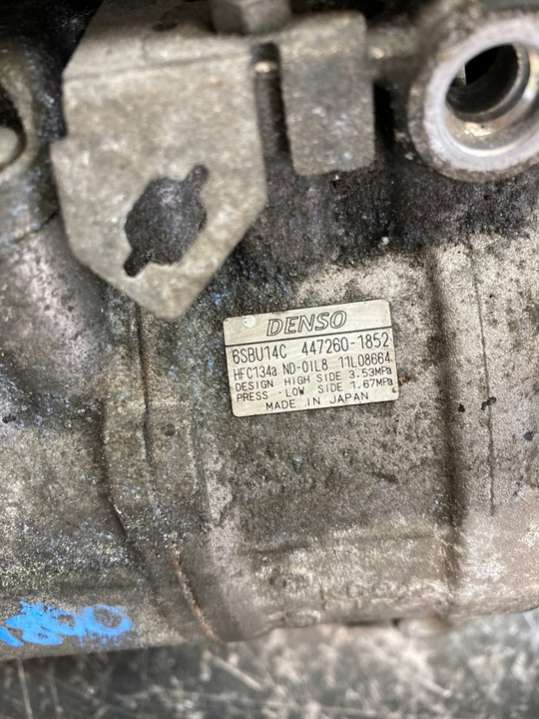 DENSO
6SBU14C 447260-1852
HFC134a ND-OIL8 11L08664
DESIGN HIGH SIDE 3.53MPa
PRESS · LOW SIDE 1.67MPa
MADE IN JAPAN